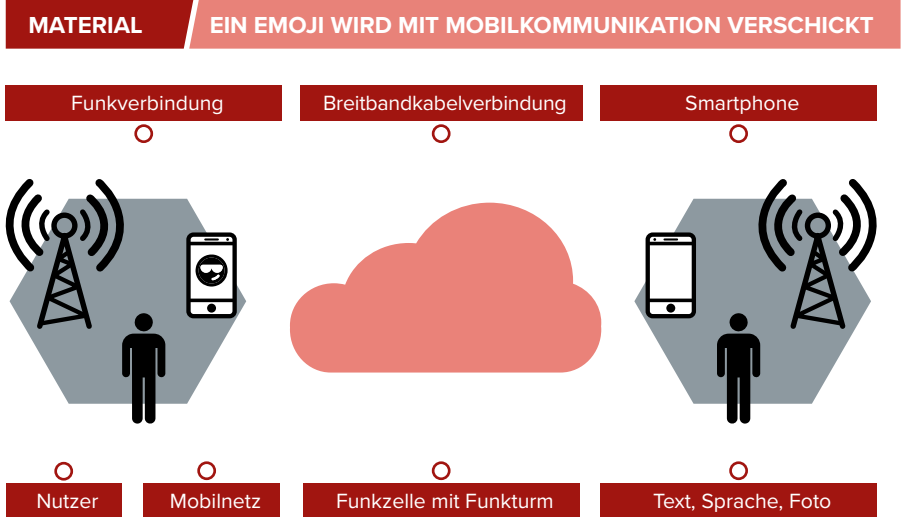 MATERIAL
EIN EMOJI WIRD MIT MOBILKOMMUNIKATION VERSCHICKT
Funkverbindung
Breitbandkabelverbindung
Smartphone
Nutzer
Mobilnetz
Funkzelle mit Funkturm
Text, Sprache, Foto